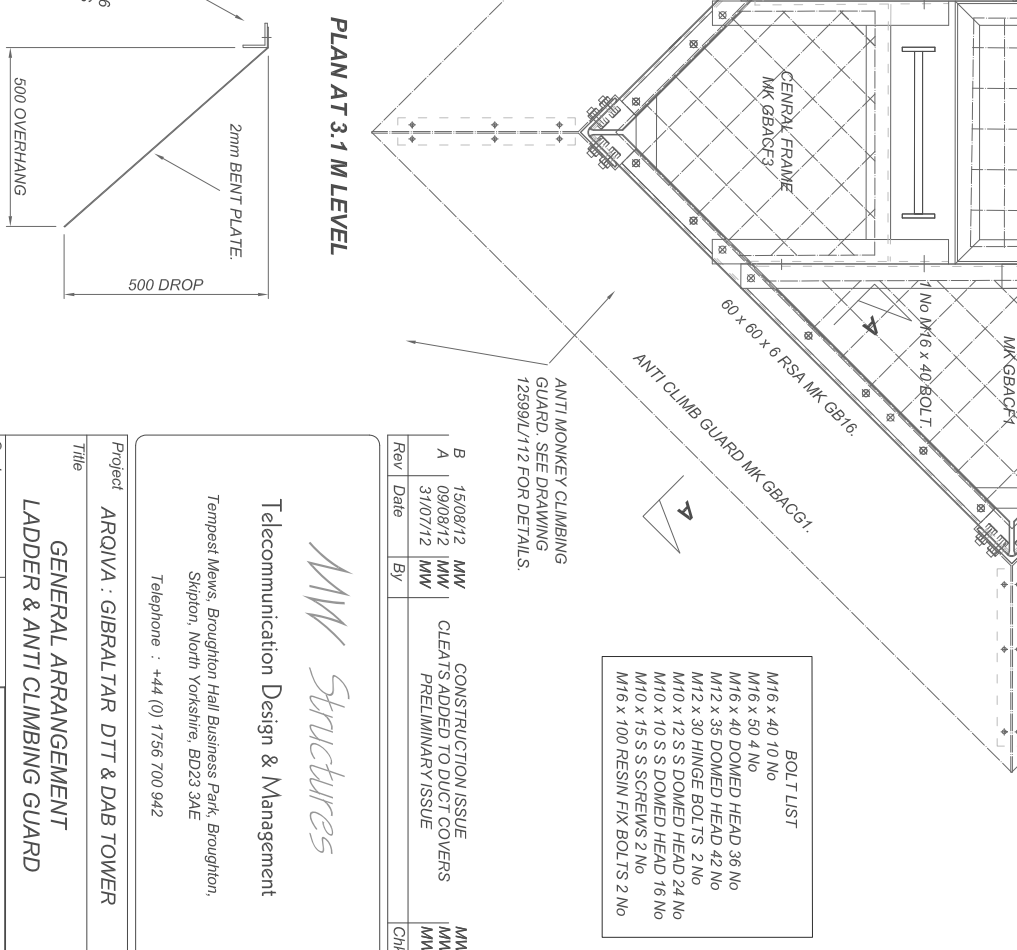 PLAN AT 3.1 M LEVEL
500 OVERHANG
2mm BENT PLATE.
500 DROP
CENRAL FRAME
MK GBACF3
1 No M16 x 40 BOLT.
MK GBACF1
60 x 60 x 6 RSA MK GB16.
ANTI CLIMB GUARD MK GBACG1.
A
A
ANTI MONKEY CLIMBING
GUARD. SEE DRAWING
12599/L/112 FOR DETAILS.
BOLT LIST
M16 x 40 10 No
M16 x 50 4 No
M16 x 40 DOMED HEAD 36 No
M12 x 35 DOMED HEAD 42 No
M12 x 30 HINGE BOLTS 2 No
M10 x 12 S S DOMED HEAD 24 No
M10 x 10 S S DOMED HEAD 16 No
M10 x 15 S S SCREWS 2 No
M16 x 100 RESIN FIX BOLTS 2 No
B 15/08/12 MW CONSTRUCTION ISSUE MW
A 09/08/12 MW CLEATS ADDED TO DUCT COVERS MW
31/07/12 MW PRELIMINARY ISSUE MW
Rev Date By Chk
MW Structures
Telecommunication Design & Management
Tempest Mews, Broughton Hall Business Park, Broughton,
Skipton, North Yorkshire, BD23 3AE
Telephone : +44 (0) 1756 700 942
Project ARQIVA : GIBRALTAR DTT & DAB TOWER
Title
GENERAL ARRANGEMENT
LADDER & ANTI CLIMBING GUARD